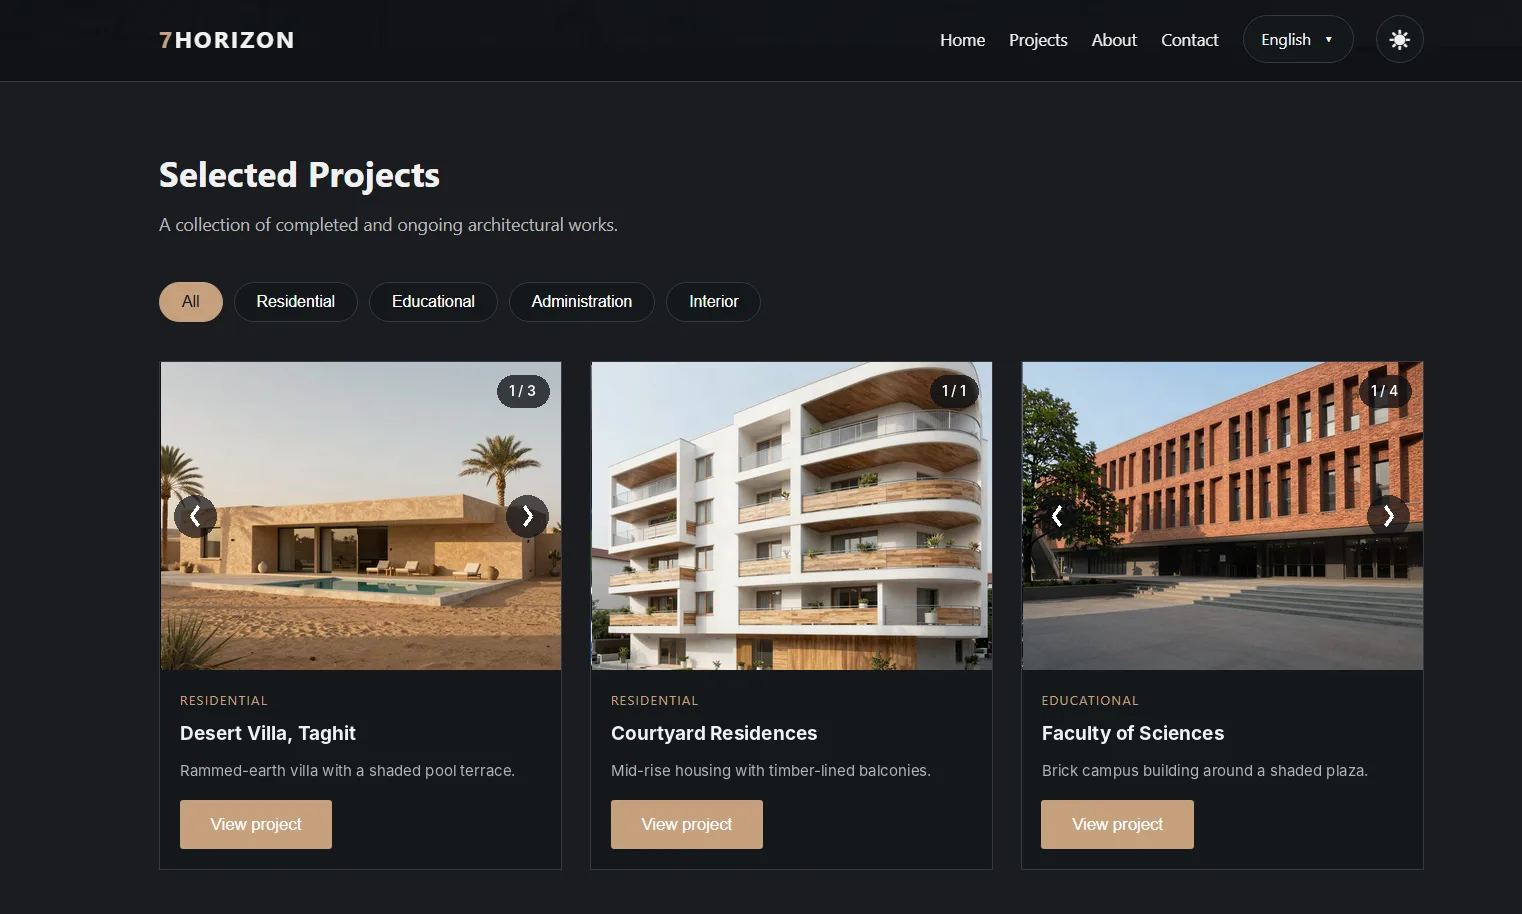 7HORIZON
Home Projects About Contact English ▼
Selected Projects
A collection of completed and ongoing architectural works.
All Residential Educational Administration Interior
1 / 3
1 / 1
1 / 4
RESIDENTIAL
Desert Villa, Taghit
Rammed-earth villa with a shaded pool terrace.
View project
RESIDENTIAL
Courtyard Residences
Mid-rise housing with timber-lined balconies.
View project
EDUCATIONAL
Faculty of Sciences
Brick campus building around a shaded plaza.
View project